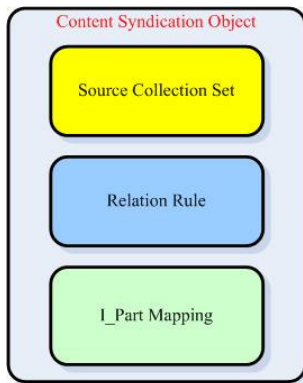 Content Syndication Object
Source Collection Set
Relation Rule
I_Part Mapping